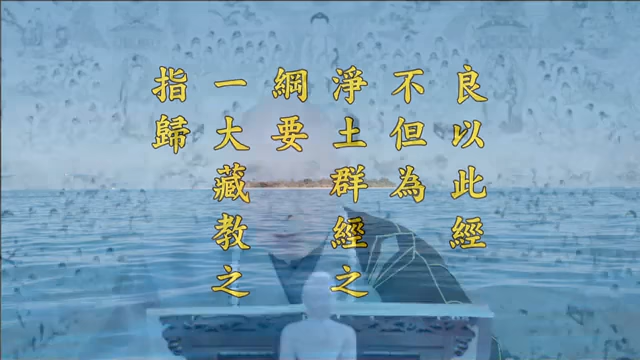 良以此經
不但為
淨土群經之
綱要
一大藏教之
指歸